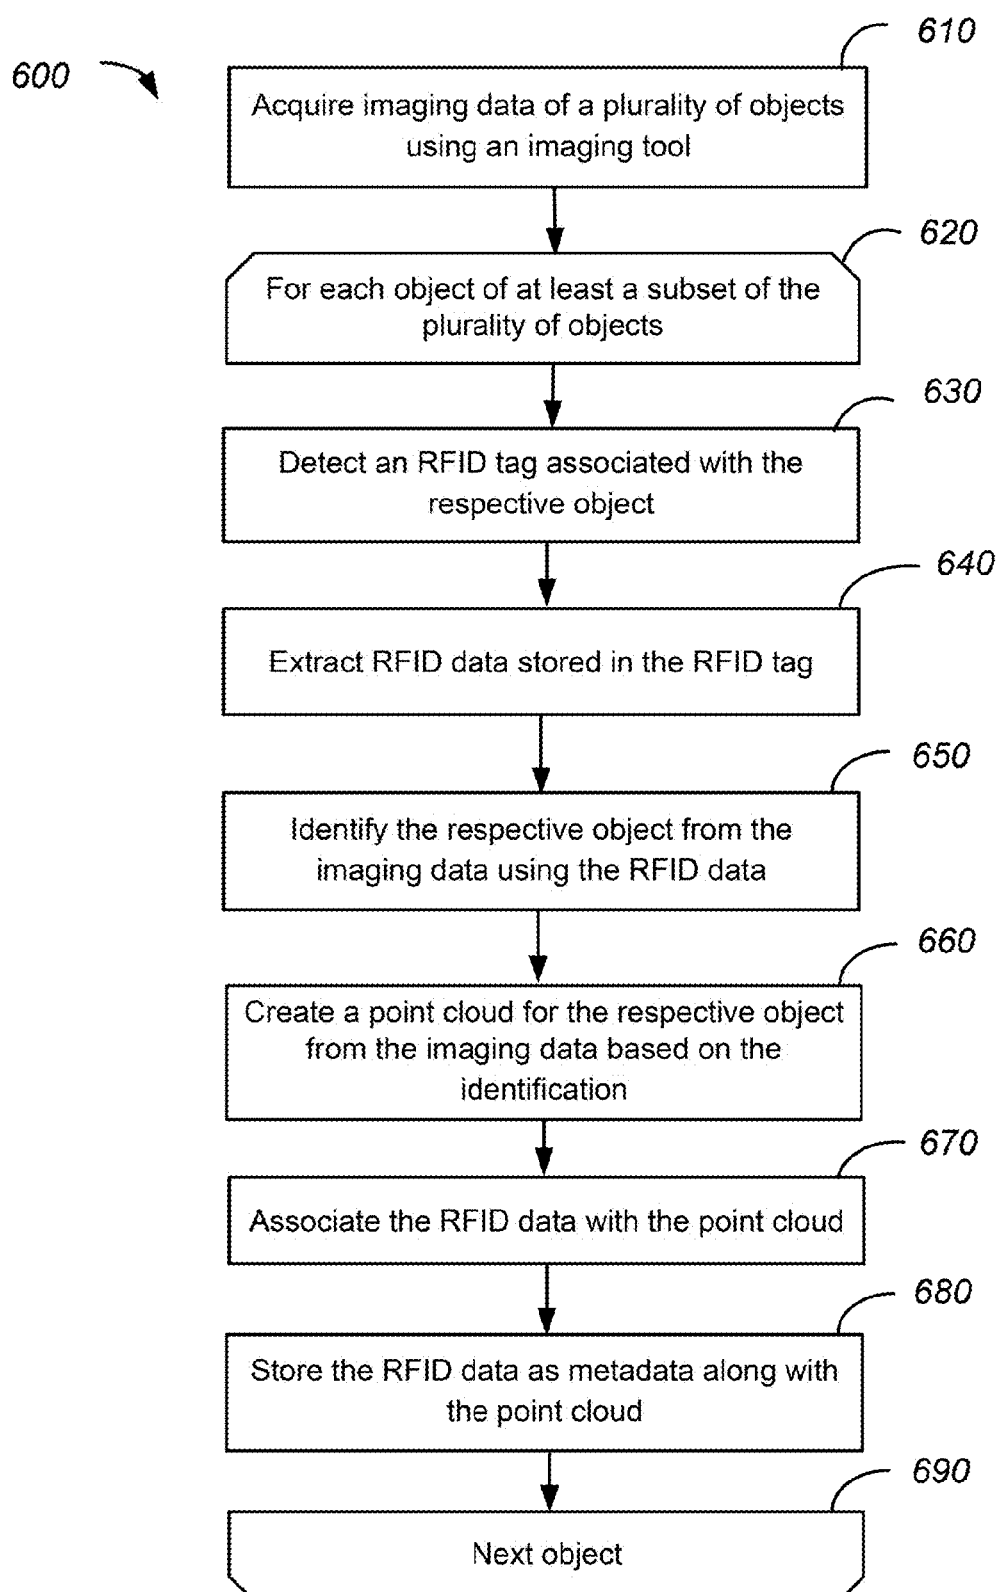 600
610
Acquire imaging data of a plurality of objects
using an imaging tool
620
For each object of at least a subset of the
plurality of objects
630
Detect an RFID tag associated with the
respective object
640
Extract RFID data stored in the RFID tag
650
Identify the respective object from the
imaging data using the RFID data
660
Create a point cloud for the respective object
from the imaging data based on the
identification
670
Associate the RFID data with the point cloud
680
Store the RFID data as metadata along with
the point cloud
690
Next object